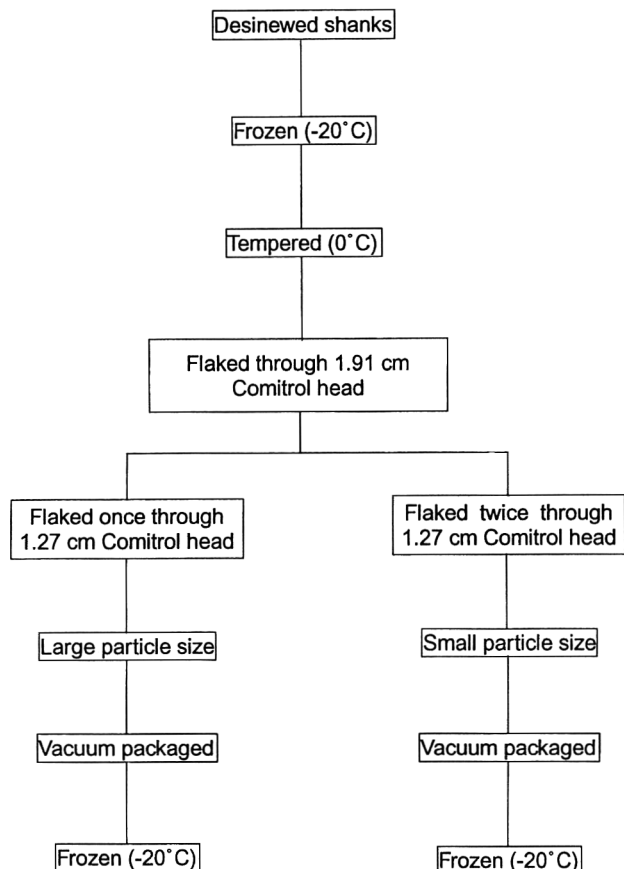 Desinewed shanks
Frozen (-20˚C)
Tempered (0˚C)
Flaked through 1.91 cm
Comitrol head
Flaked once through
1.27 cm Comitrol head
Large particle size
Vacuum packaged
Frozen (-20˚C)
Flaked twice through
1.27 cm Comitrol head
Small particle size
Vacuum packaged
Frozen (-20˚C)